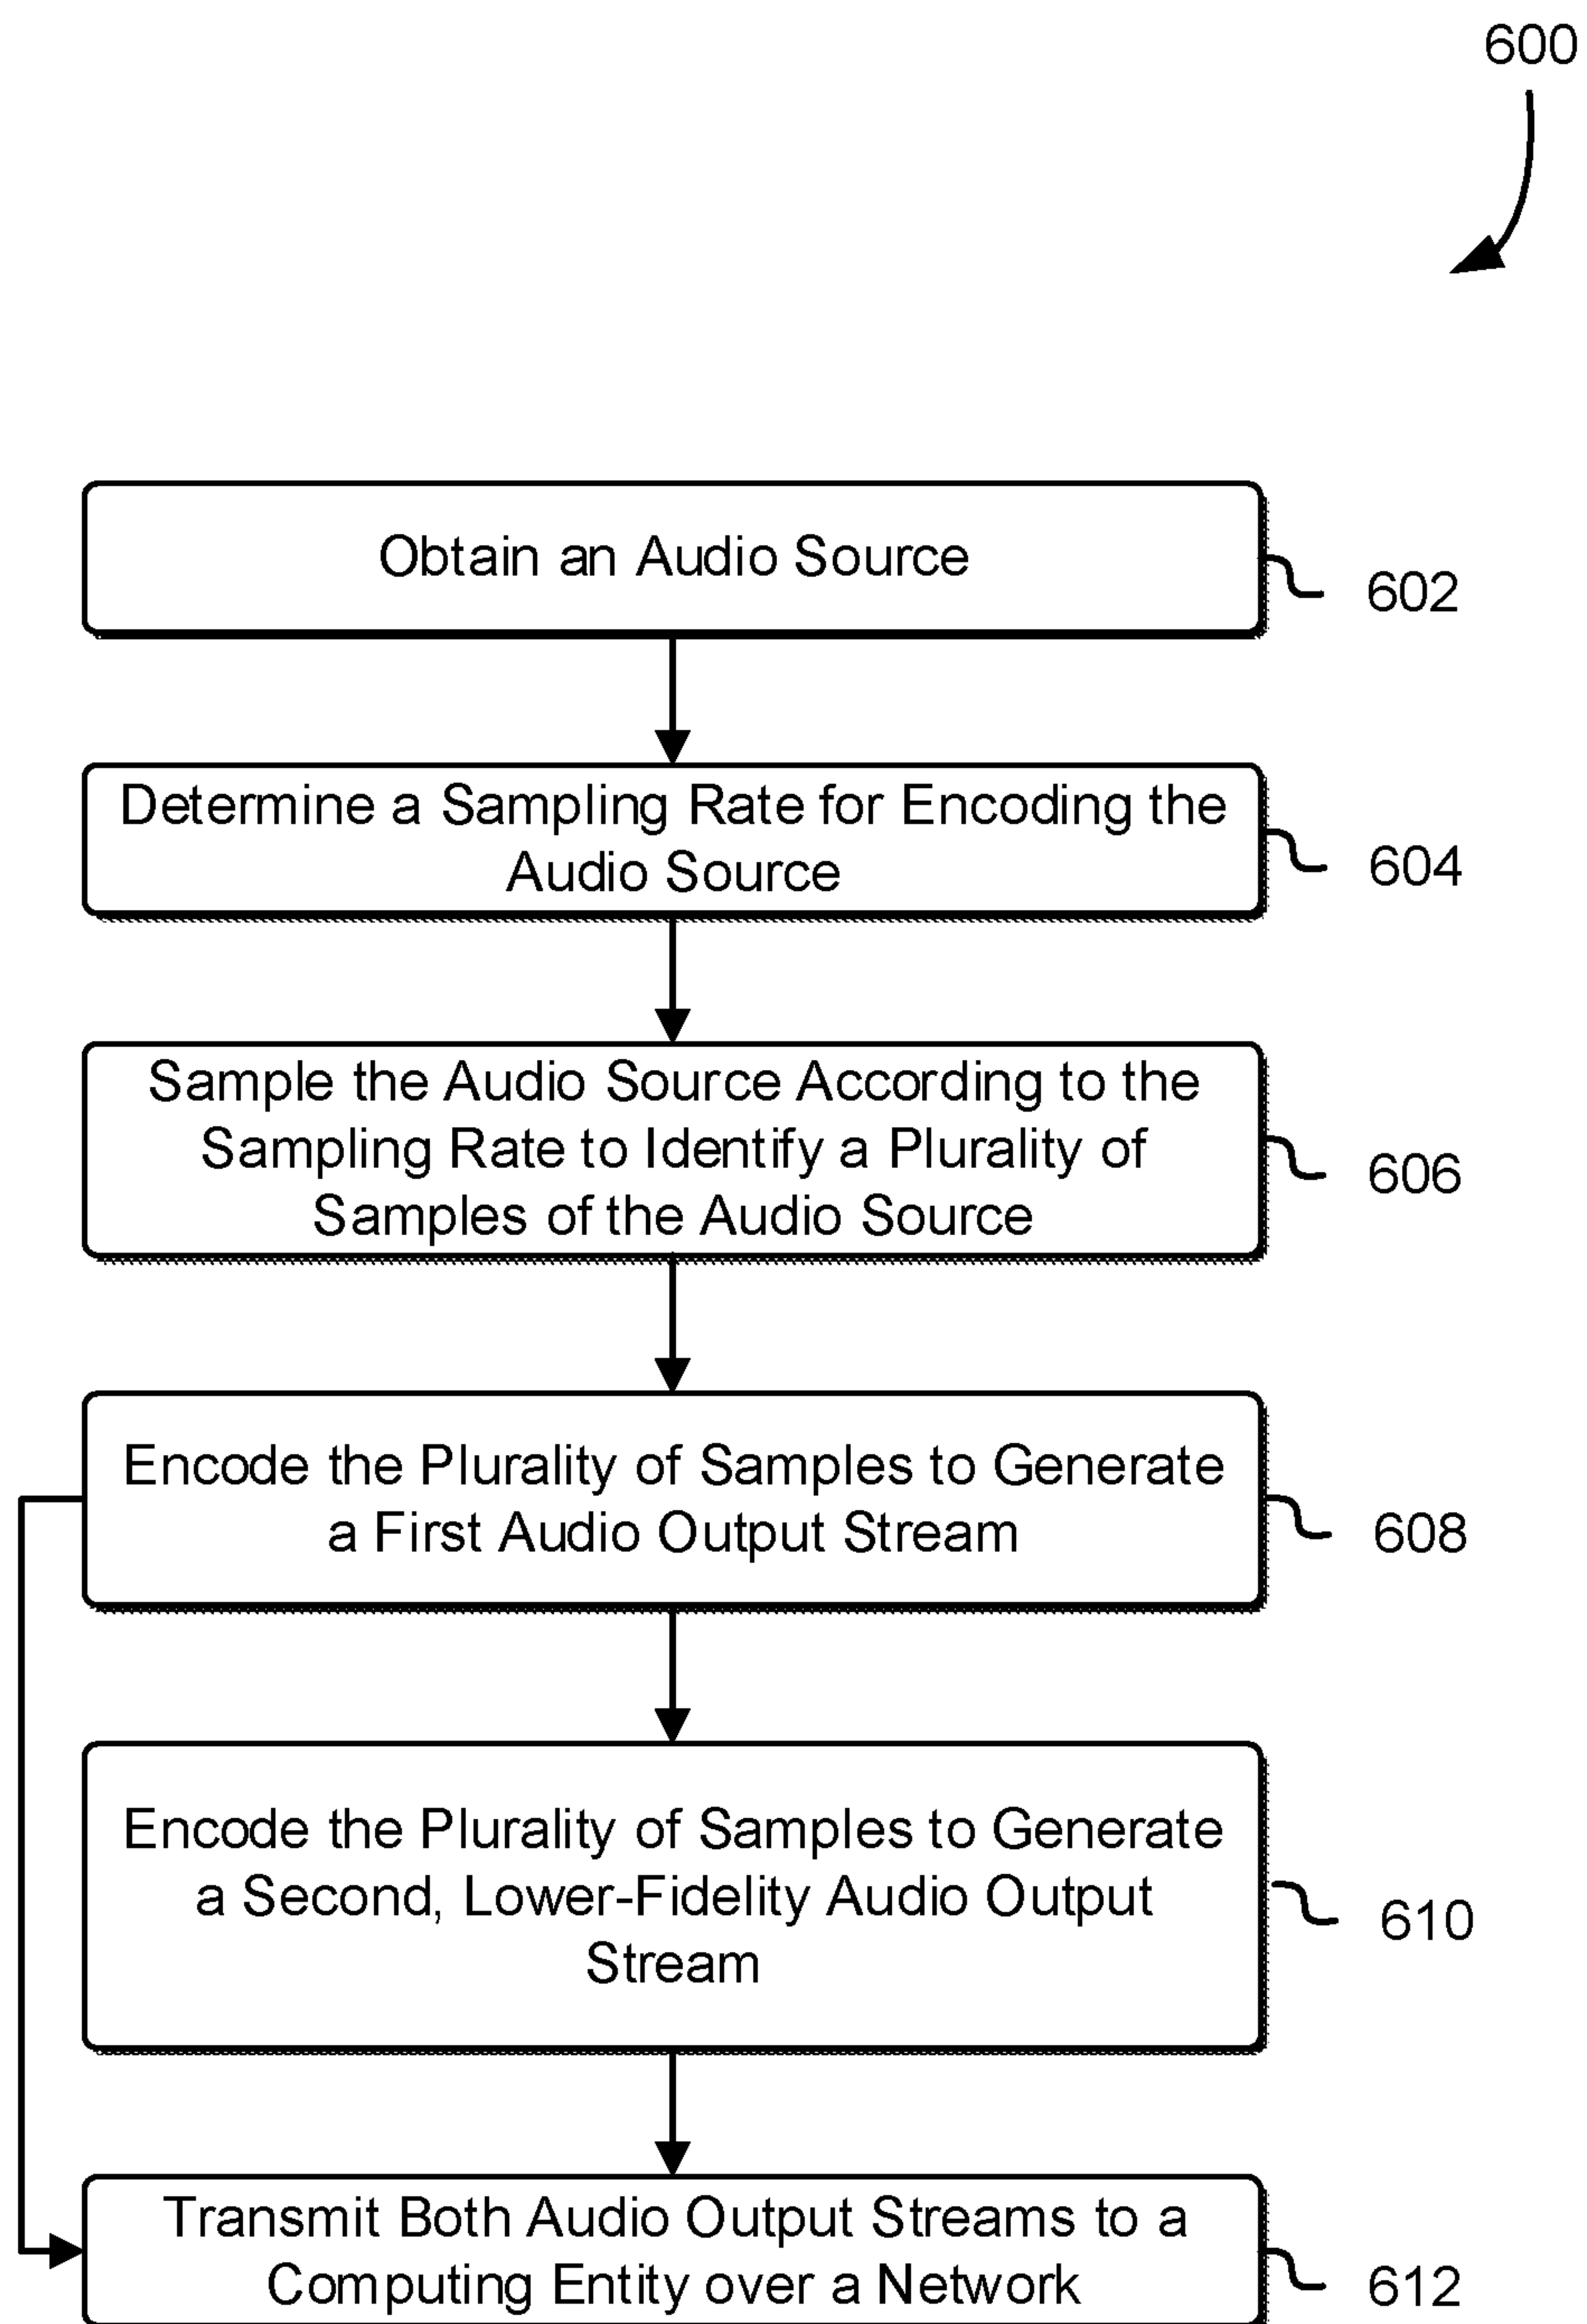 600
Obtain an Audio Source
602
Determine a Sampling Rate for Encoding the
Audio Source
604
Sample the Audio Source According to the
Sampling Rate to Identify a Plurality of
Samples of the Audio Source
606
Encode the Plurality of Samples to Generate
a First Audio Output Stream
608
Encode the Plurality of Samples to Generate
a Second, Lower-Fidelity Audio Output
Stream
610
Transmit Both Audio Output Streams to a
Computing Entity over a Network
612